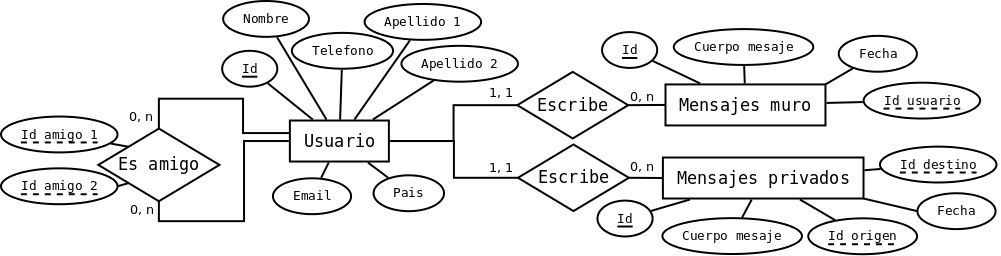 Nombre
Apellido 1
Telefono
Apellido 2
Id
Id
Cuerpo mesaje
Fecha
1, 1
0, n
Escribe
Mensajes muro
Id usuario
0, n
Id amigo 1
Es amigo
Usuario
Id amigo 2
0, n
1, 1
0, n
Escribe
Mensajes privados
Id destino
Email
Pais
Id
Cuerpo mesaje
Id origen
Fecha